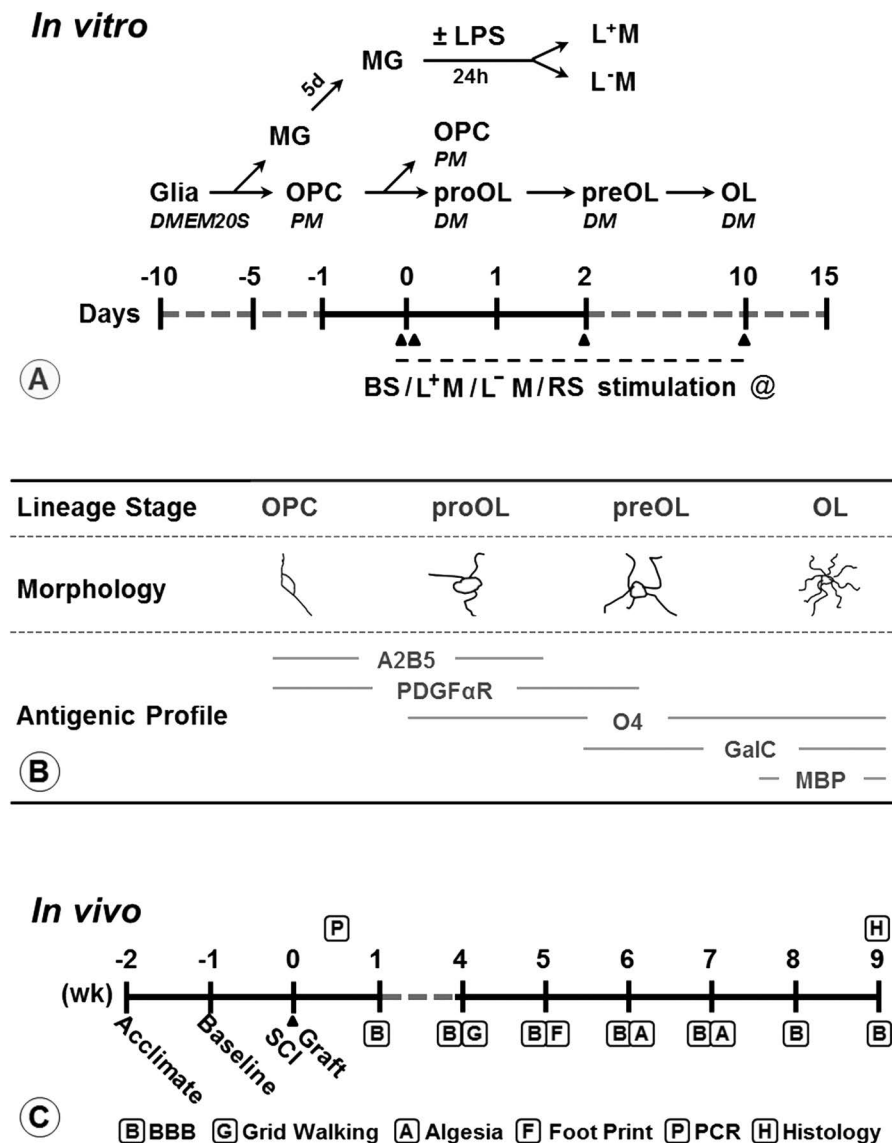 In vitro
± LPS
L⁺M
MG
24h
L⁻M
5d
MG
OPC
PM
Glia OPC proOL preOL OL
DMEM20S PM DM DM DM
-10 -5 -1 0 1 2 10 15
Days
BS/L⁺M/L⁻M/RS stimulation @
A
Lineage Stage OPC proOL preOL OL
Morphology
A2B5
PDGFαR
Antigenic Profile
O4
GalC
B
MBP
In vivo
P H
-2 -1 0 1 4 5 6 7 8 9
(wk)
B B G B F B A B A B B
Acclimate Baseline SCI Graft
C
B BBB G Grid Walking A Algesia F Foot Print P PCR H Histology